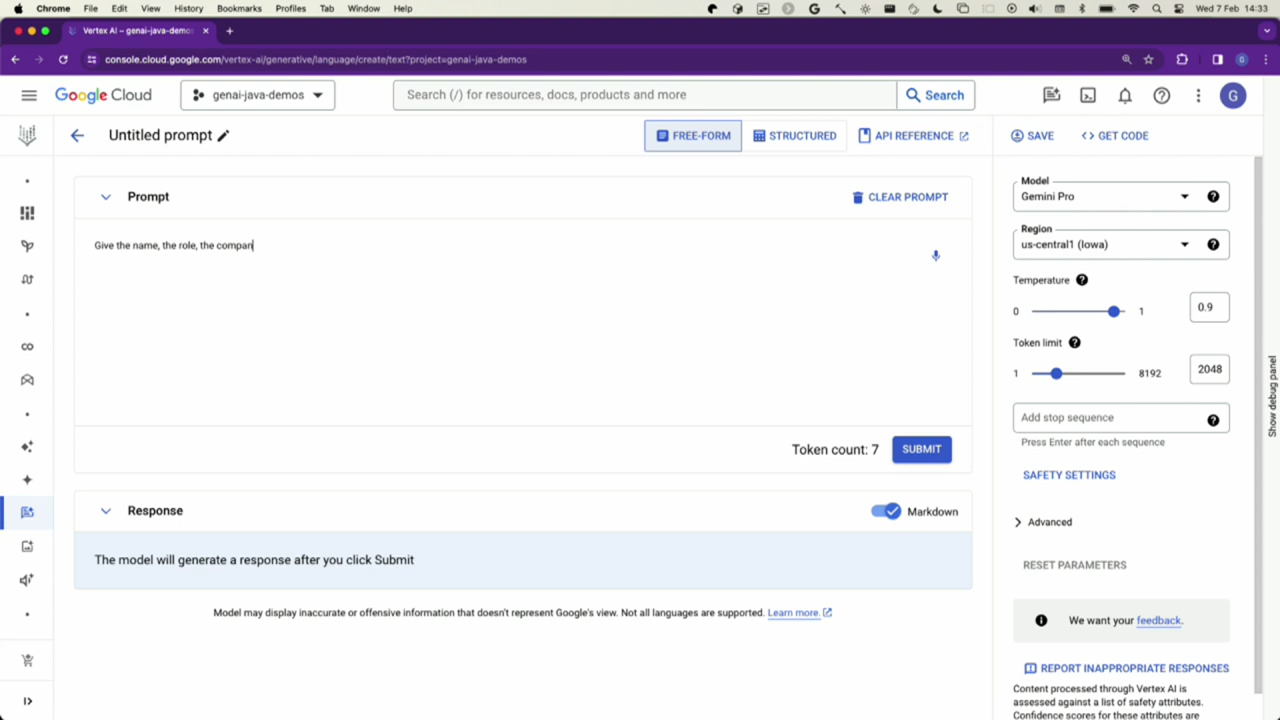 Chrome File Edit View History Bookmarks Profiles Tab Window Help
Wed 7 Feb 14:33
Vertex AI – genai-java-demos
console.cloud.google.com/vertex-ai/generative/language/create/text?project=genai-java-demos
G
Google Cloud
genai-java-demos
Search (/) for resources, docs, products and more
Search
G
Untitled prompt
FREE-FORM
STRUCTURED
API REFERENCE
SAVE
GET CODE
Prompt
CLEAR PROMPT
Give the name, the role, the compan
Token count: 7
SUBMIT
Response
Markdown
The model will generate a response after you click Submit
Model may display inaccurate or offensive information that doesn't represent Google's view. Not all languages are supported. Learn more.
Model
Gemini Pro
Region
us-central1 (Iowa)
Temperature
0 1 0.9
Token limit
1 8192 2048
Add stop sequence
Press Enter after each sequence
SAFETY SETTINGS
Advanced
RESET PARAMETERS
We want your feedback.
REPORT INAPPROPRIATE RESPONSES
Content processed through Vertex AI is
assessed against a list of safety attributes.
Confidence scores for these attributes are
Show debug panel